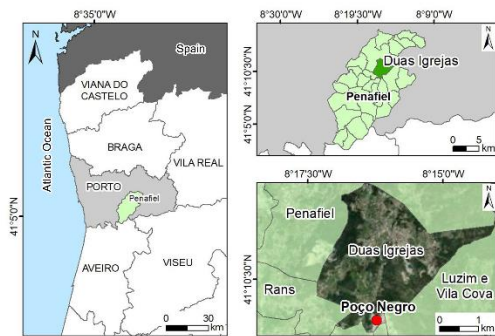 8°35'0"W
N
Spain
VIANA DO
CASTELO
BRAGA
VILA REAL
Atlantic Ocean
PORTO
Penafiel
41°5'0"N
AVEIRO
VISEU
0 30
km
8°30'0"W 8°19'30"W 8°9'0"W
N
41°10'30"N
Duas Igrejas
Penafiel
41°5'0"N
0 5
km
8°17'30"W 8°15'0"W
N
Penafiel
Duas Igrejas
41°10'30"N
Luzim e
Vila Cova
Rans
Poço Negro
0 1
km